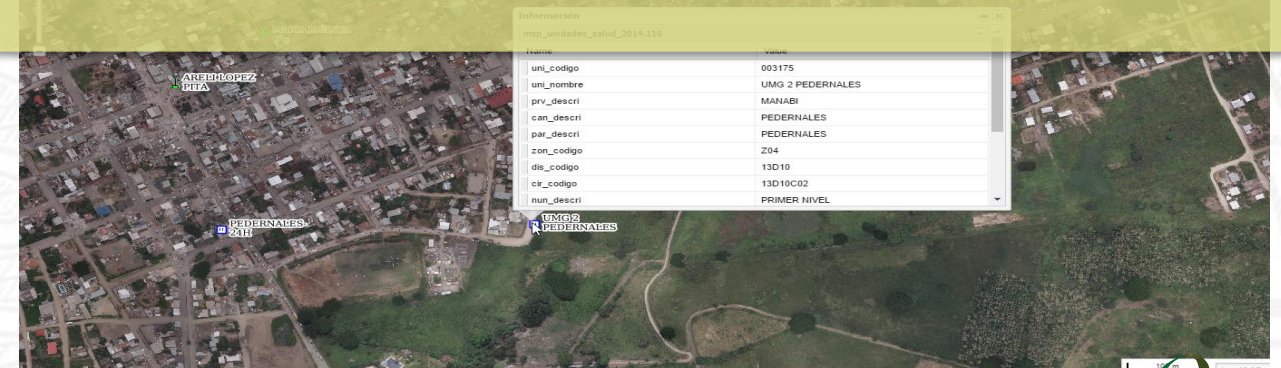 Información
msp_unidades_salud_2014.110
Name Value
uni_codigo 003175
uni_nombre UMG 2 PEDERNALES
prv_descri MANABI
can_descri PEDERNALES
par_descri PEDERNALES
zon_codigo Z04
dis_codigo 13D10
cir_codigo 13D10C02
nun_descri PRIMER NIVEL
ARELI LOPEZ
PITA
PEDERNALES-
24H
UMG 2
PEDERNALES